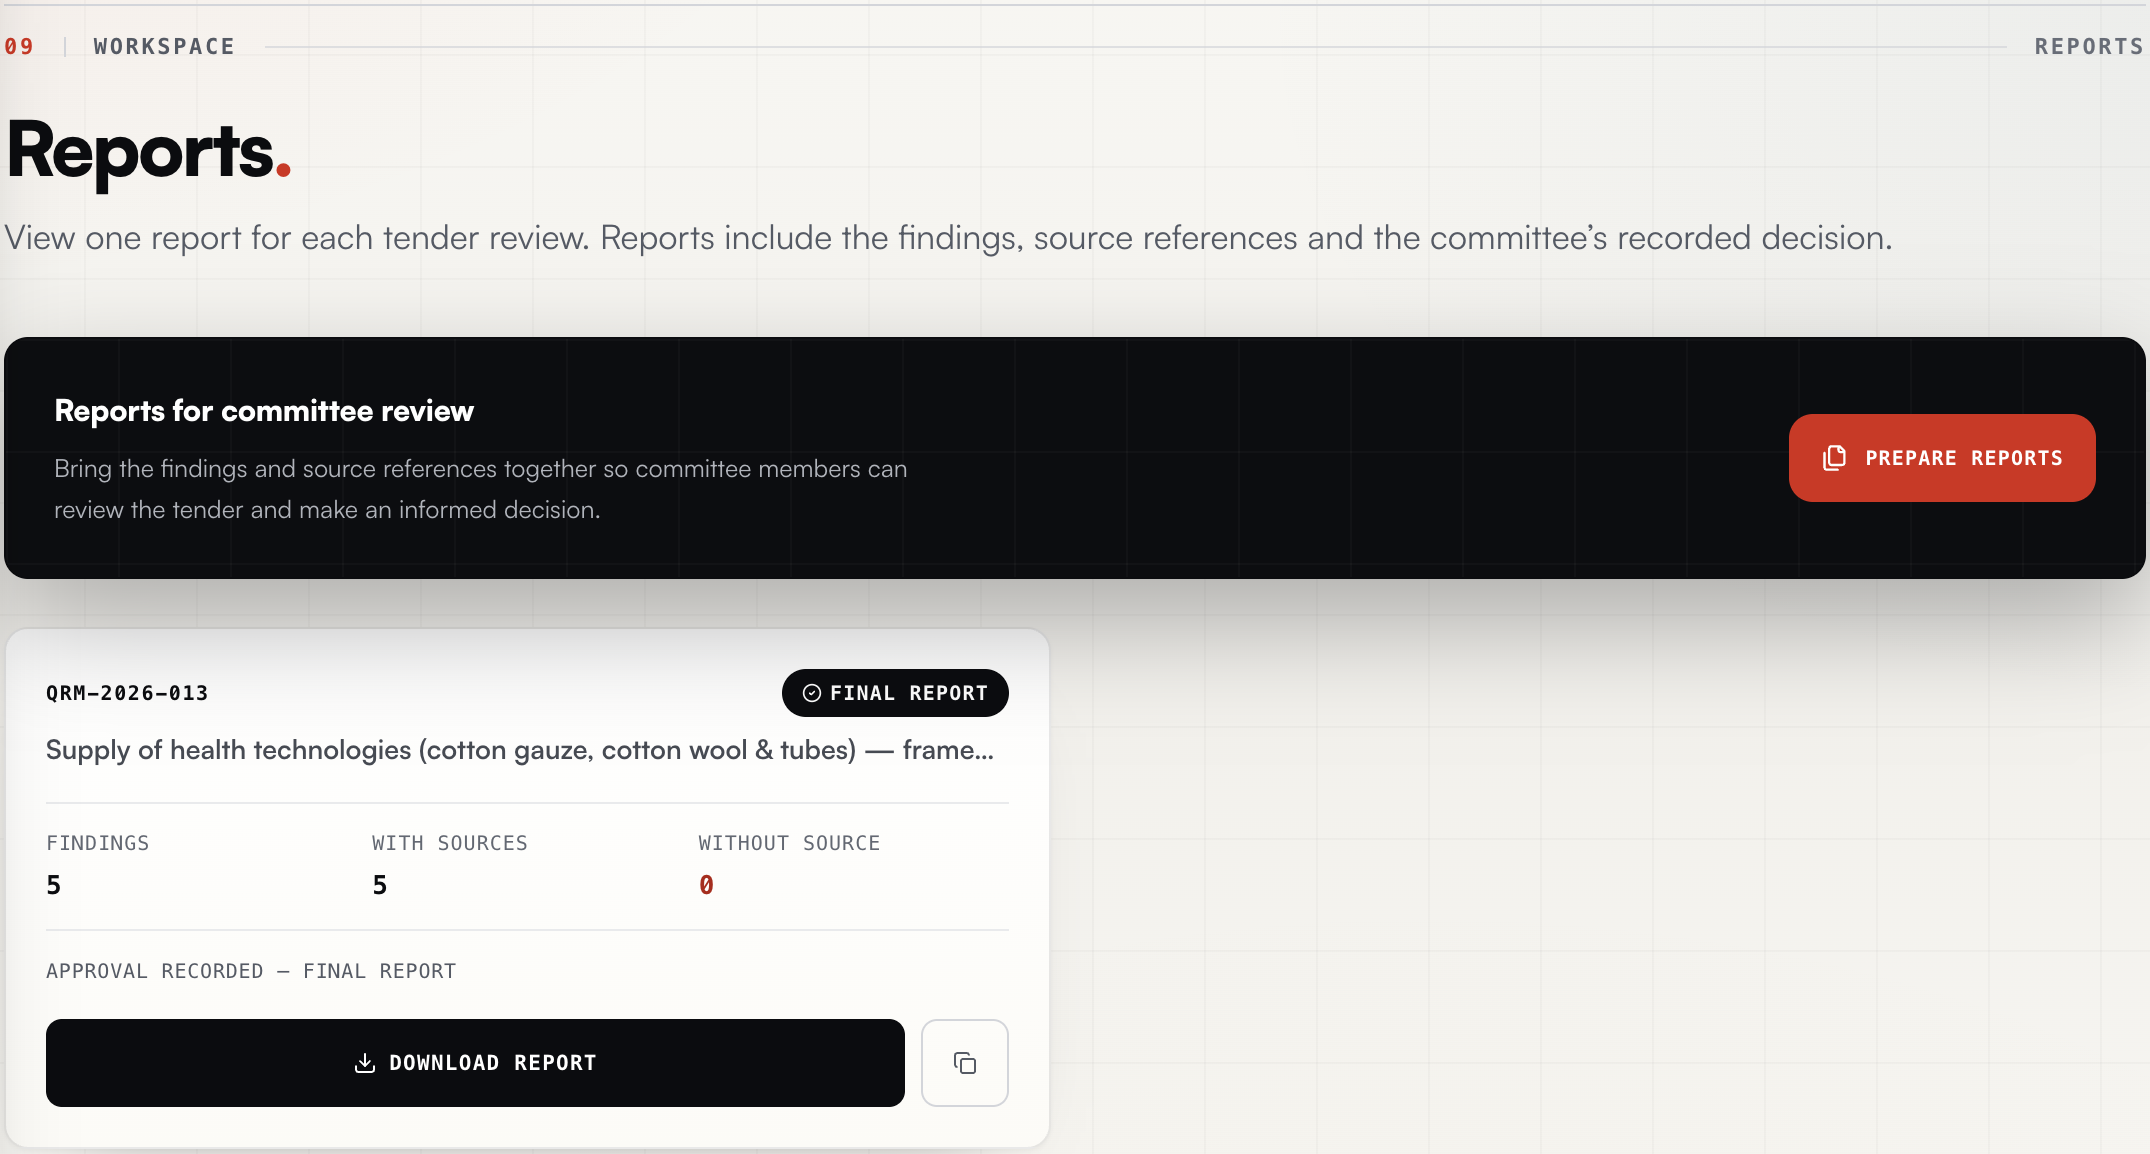 09 | WORKSPACE
REPORTS
Reports.
View one report for each tender review. Reports include the findings, source references and the committee’s recorded decision.
Reports for committee review
Bring the findings and source references together so committee members can
review the tender and make an informed decision.
PREPARE REPORTS
QRM–2026–013
FINAL REPORT
Supply of health technologies (cotton gauze, cotton wool & tubes) — frame…
FINDINGS
WITH SOURCES
WITHOUT SOURCE
5
5
0
APPROVAL RECORDED — FINAL REPORT
DOWNLOAD REPORT